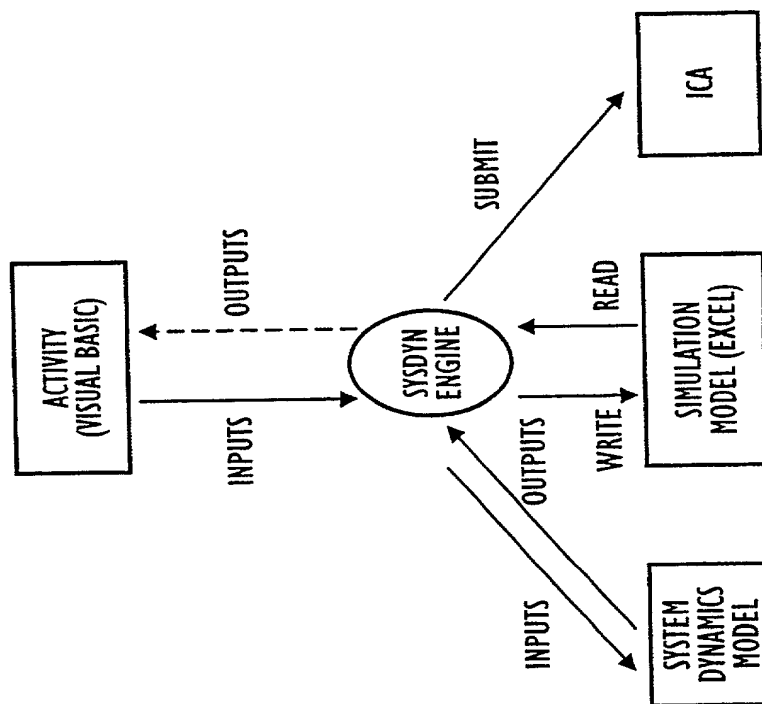 ACTIVITY
(VISUAL BASIC)
INPUTS
OUTPUTS
SYSDYN
ENGINE
SUBMIT
INPUTS
OUTPUTS
WRITE
READ
SYSTEM
DYNAMICS
MODEL
SIMULATION
MODEL (EXCEL)
ICA